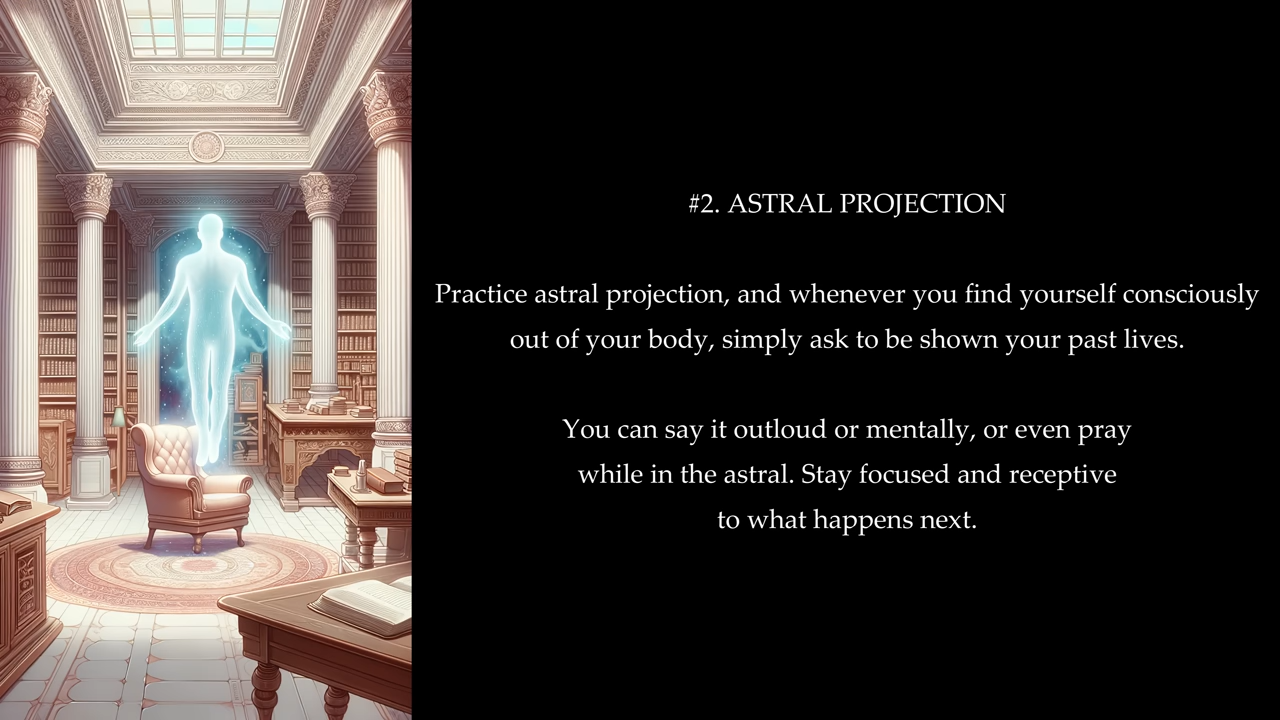 #2. ASTRAL PROJECTION
Practice astral projection, and whenever you find yourself consciously
out of your body, simply ask to be shown your past lives.
You can say it outloud or mentally, or even pray
while in the astral. Stay focused and receptive
to what happens next.